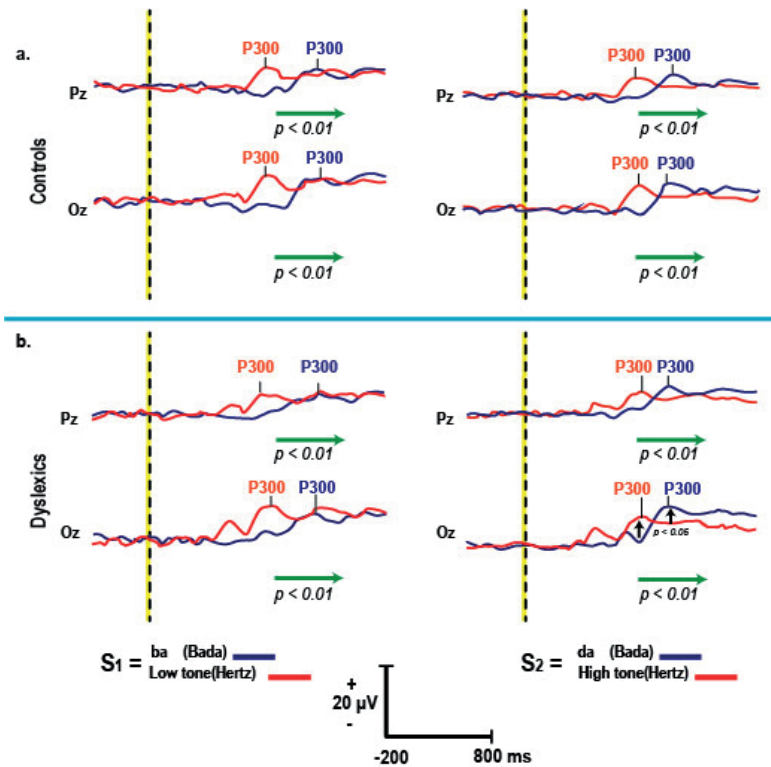 a.
P300 P300
P300 P300
Pz
Pz
p < 0.01
p < 0.01
P300 P300
P300 P300
Controls
Oz
Oz
p < 0.01
p < 0.01
b.
P300 P300
P300 P300
Pz
Pz
p < 0.01
p < 0.01
Dyslexics
P300 P300
P300 P300
Oz
Oz
p < 0.05
p < 0.01
p < 0.01
S1 = ba (Bada)
Low tone(Hertz)
S2 = da (Bada)
High tone(Hertz)
+
20 µV
-
-200 800 ms